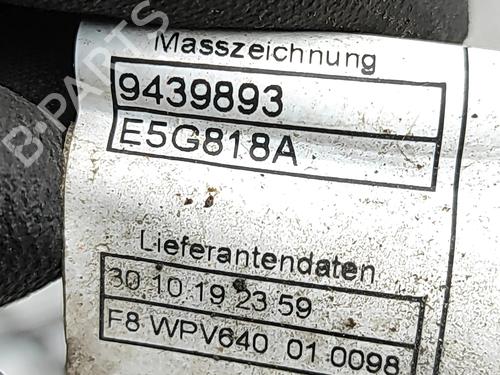 Masszeichnung
9439893
E5G818A
Lieferantendaten
30.10.19 23:59
F8 WPV640 01 0098
B-PARTS